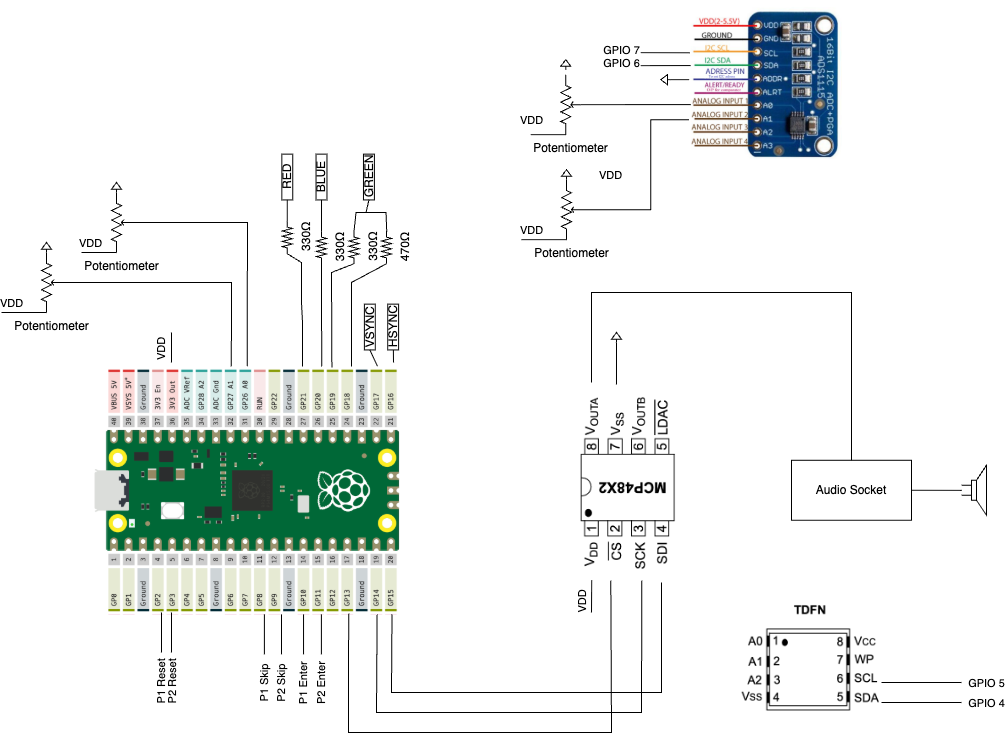 VDD(2-5.5V)
GROUND
GPIO 7
I2C SCL
GPIO 6
I2C SDA
ADRESS PIN
ALERT/READY
ANALOG INPUT 1
ANALOG INPUT 2
ANALOG INPUT 3
ANALOG INPUT 4
VDD
GND
SCL
SDA
ADDR
ALRT
A0
A1
A2
A3
16Bit I2C ADC+PGA
ADS1115
VDD
Potentiometer
VDD
VDD
Potentiometer
RED
BLUE
GREEN
330Ω
330Ω
330Ω
470Ω
VDD
Potentiometer
VDD
Potentiometer
VDD
VSYNC
HSYNC
VBUS 5V
VSYS 5V*
Ground
3V3 En
3V3 Out
ADC VRef
GP28 A2
ADC Gnd
GP27 A1
GP26 A0
RUN
GP22
Ground
GP21
GP20
GP19
GP18
Ground
GP17
GP16
40
39
38
37
36
35
34
33
32
31
30
29
28
27
26
25
24
23
22
21
1
2
3
4
5
6
7
8
9
10
11
12
13
14
15
16
17
18
19
20
GP0
GP1
Ground
GP2
GP3
GP4
GP5
Ground
GP6
GP7
GP8
GP9
Ground
GP10
GP11
GP12
GP13
Ground
GP14
GP15
P1 Reset
P2 Reset
P1 Skip
P2 Skip
P1 Enter
P2 Enter
VOUTA
VSS
VOUTB
LDAC
8
7
6
5
MCP48X2
1
2
3
4
VDD
CS
SCK
SDI
VDD
Audio Socket
TDFN
A0 1 8 Vcc
A1 2 7 WP
A2 3 6 SCL GPIO 5
Vss 4 5 SDA GPIO 4